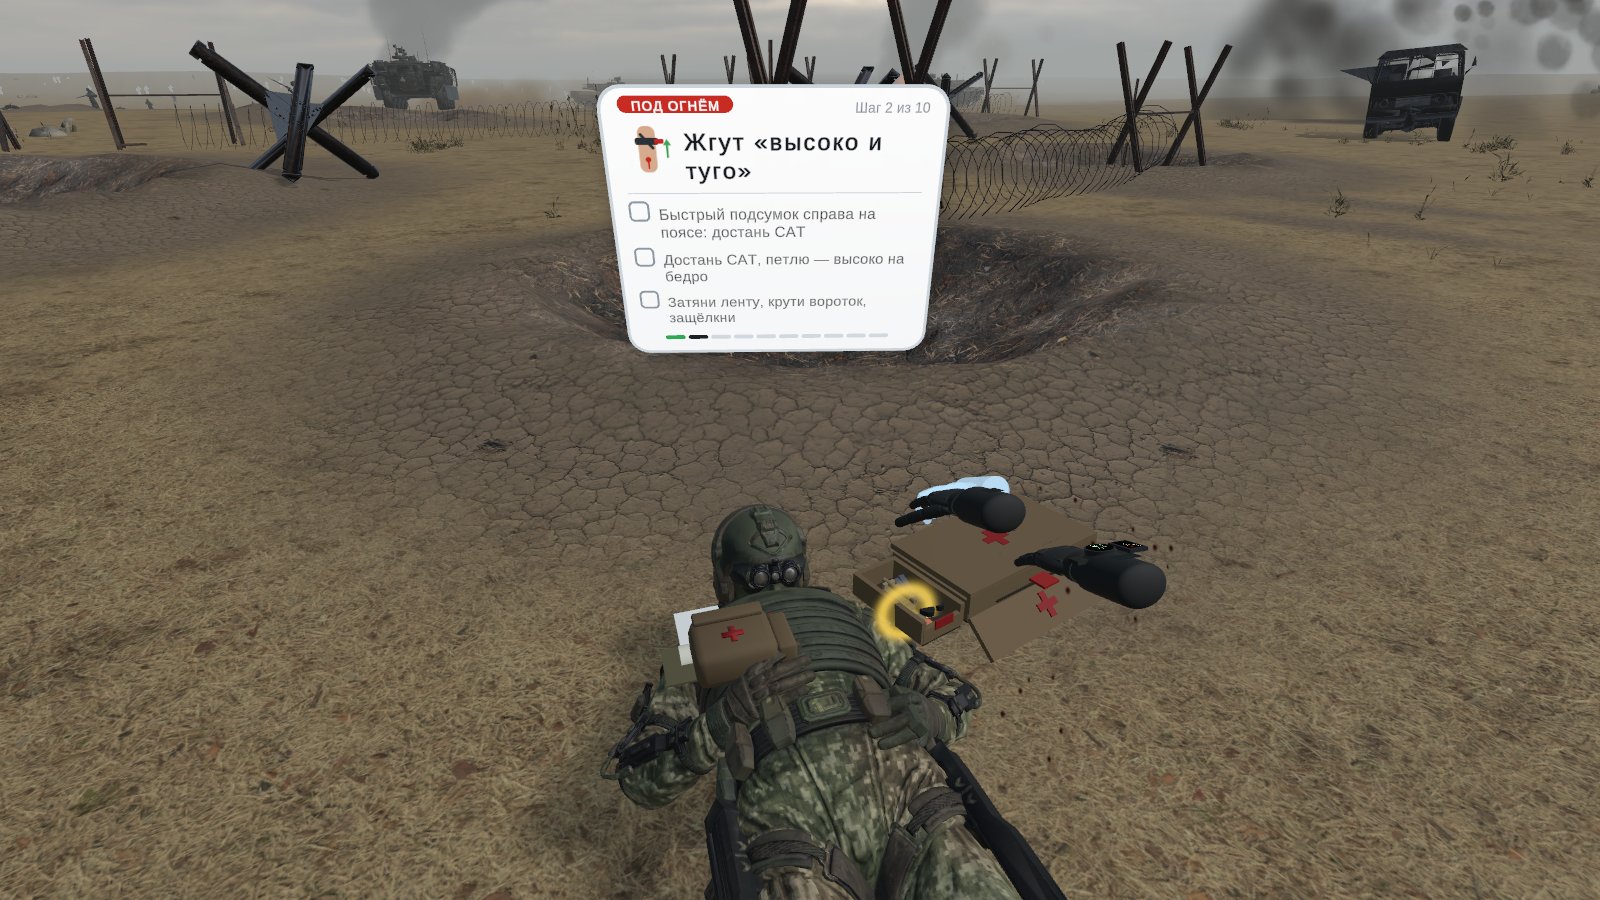 ПОД ОГНЁМ
Шаг 2 из 10
Жгут «высоко и
туго»
Быстрый подсумок справа на
поясе: достань CAT
Достань CAT, петлю — высоко на
бедро
Затяни ленту, крути вороток,
защёлкни